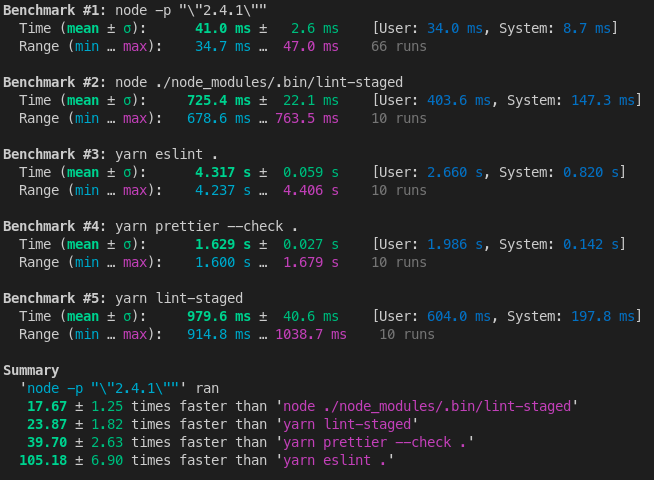 Benchmark #1: node -p "\"2.4.1\""
  Time (mean ± σ):      41.0 ms ±   2.6 ms    [User: 34.0 ms, System: 8.7 ms]
  Range (min … max):    34.7 ms …  47.0 ms    66 runs

Benchmark #2: node ./node_modules/.bin/lint-staged
  Time (mean ± σ):     725.4 ms ±  22.1 ms    [User: 403.6 ms, System: 147.3 ms]
  Range (min … max):   678.6 ms … 763.5 ms    10 runs

Benchmark #3: yarn eslint .
  Time (mean ± σ):      4.317 s ±  0.059 s    [User: 2.660 s, System: 0.820 s]
  Range (min … max):    4.237 s …  4.406 s    10 runs

Benchmark #4: yarn prettier --check .
  Time (mean ± σ):      1.629 s ±  0.027 s    [User: 1.986 s, System: 0.142 s]
  Range (min … max):    1.600 s …  1.679 s    10 runs

Benchmark #5: yarn lint-staged
  Time (mean ± σ):     979.6 ms ±  40.6 ms    [User: 604.0 ms, System: 197.8 ms]
  Range (min … max):   914.8 ms … 1038.7 ms    10 runs

Summary
  'node -p "\"2.4.1\""' ran
   17.67 ± 1.25 times faster than 'node ./node_modules/.bin/lint-staged'
   23.87 ± 1.82 times faster than 'yarn lint-staged'
   39.70 ± 2.63 times faster than 'yarn prettier --check .'
  105.18 ± 6.90 times faster than 'yarn eslint .'